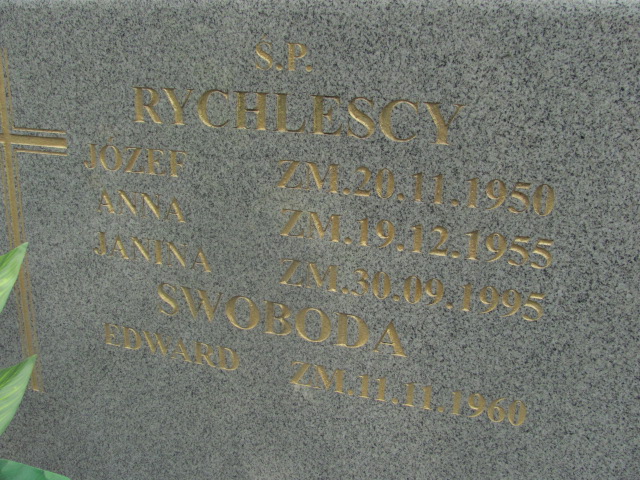 Ś.P.
RYCHLESCY
JÓZEF ZM.20.11.1950
ANNA ZM.19.12.1955
JANINA ZM.30.09.1995
SWOBODA
EDWARD ZM.11.11.1960